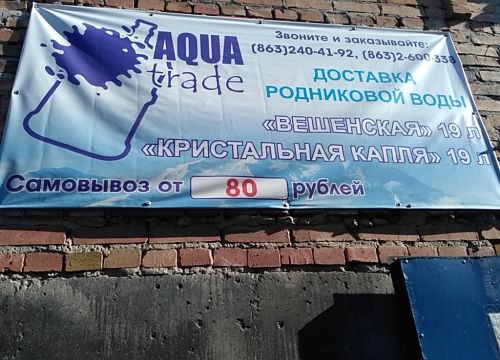 AQUA
trade
Звоните и заказывайте:
(863)240-41-92, (863)2-600-333
ДОСТАВКА
РОДНИКОВОЙ ВОДЫ
«ВЕШЕНСКАЯ» 19 л
«КРИСТАЛЬНАЯ КАПЛЯ» 19 л
Самовывоз от 80 рублей